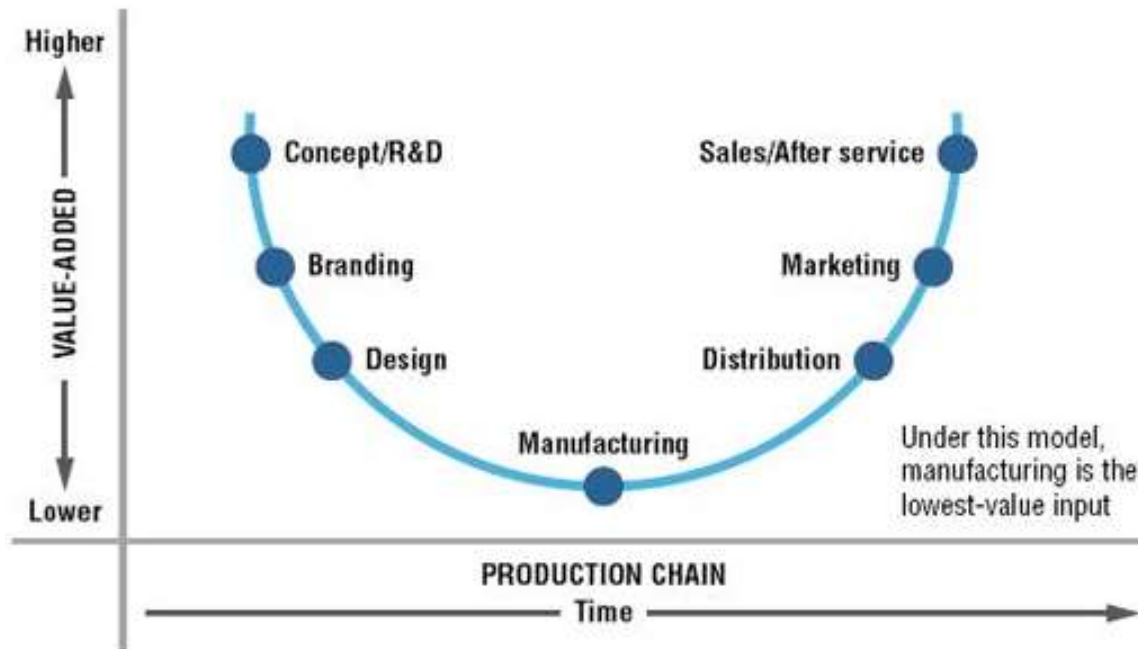 Higher
VALUE-ADDED
Lower
Concept/R&D
Sales/After service
Branding
Marketing
Design
Distribution
Manufacturing
Under this model,
manufacturing is the
lowest-value input
PRODUCTION CHAIN
Time